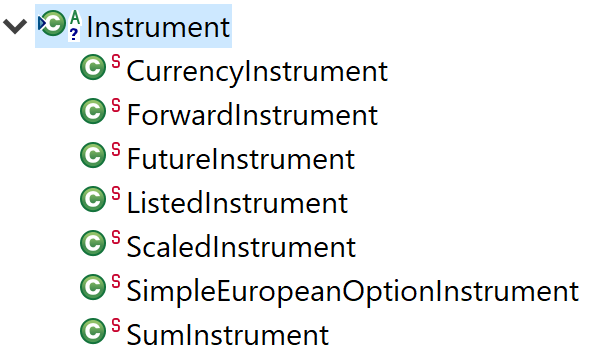 C A ? Instrument
C S CurrencyInstrument
C S ForwardInstrument
C S FutureInstrument
C S ListedInstrument
C S ScaledInstrument
C S SimpleEuropeanOptionInstrument
C S SumInstrument